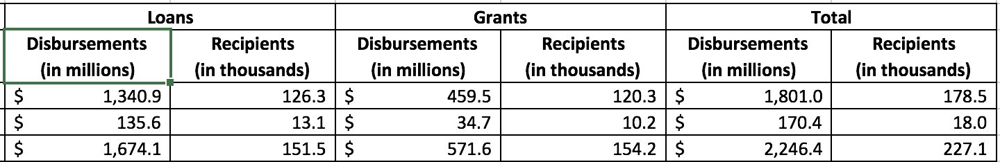 Loans Grants Total
Disbursements Recipients Disbursements Recipients Disbursements Recipients
(in millions) (in thousands) (in millions) (in thousands) (in millions) (in thousands)
$ 1,340.9 126.3 $ 459.5 120.3 $ 1,801.0 178.5
$ 135.6 13.1 $ 34.7 10.2 $ 170.4 18.0
$ 1,674.1 151.5 $ 571.6 154.2 $ 2,246.4 227.1